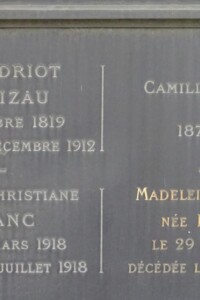 DRIOT
IZAU
BRE 1819
DÉCEMBRE 1912
CHRISTIANE
ANC
MARS 1918
JUILLET 1918
CAMILL
187
MADELEI
NÉE
LE 29
DÉCÉDÉE L